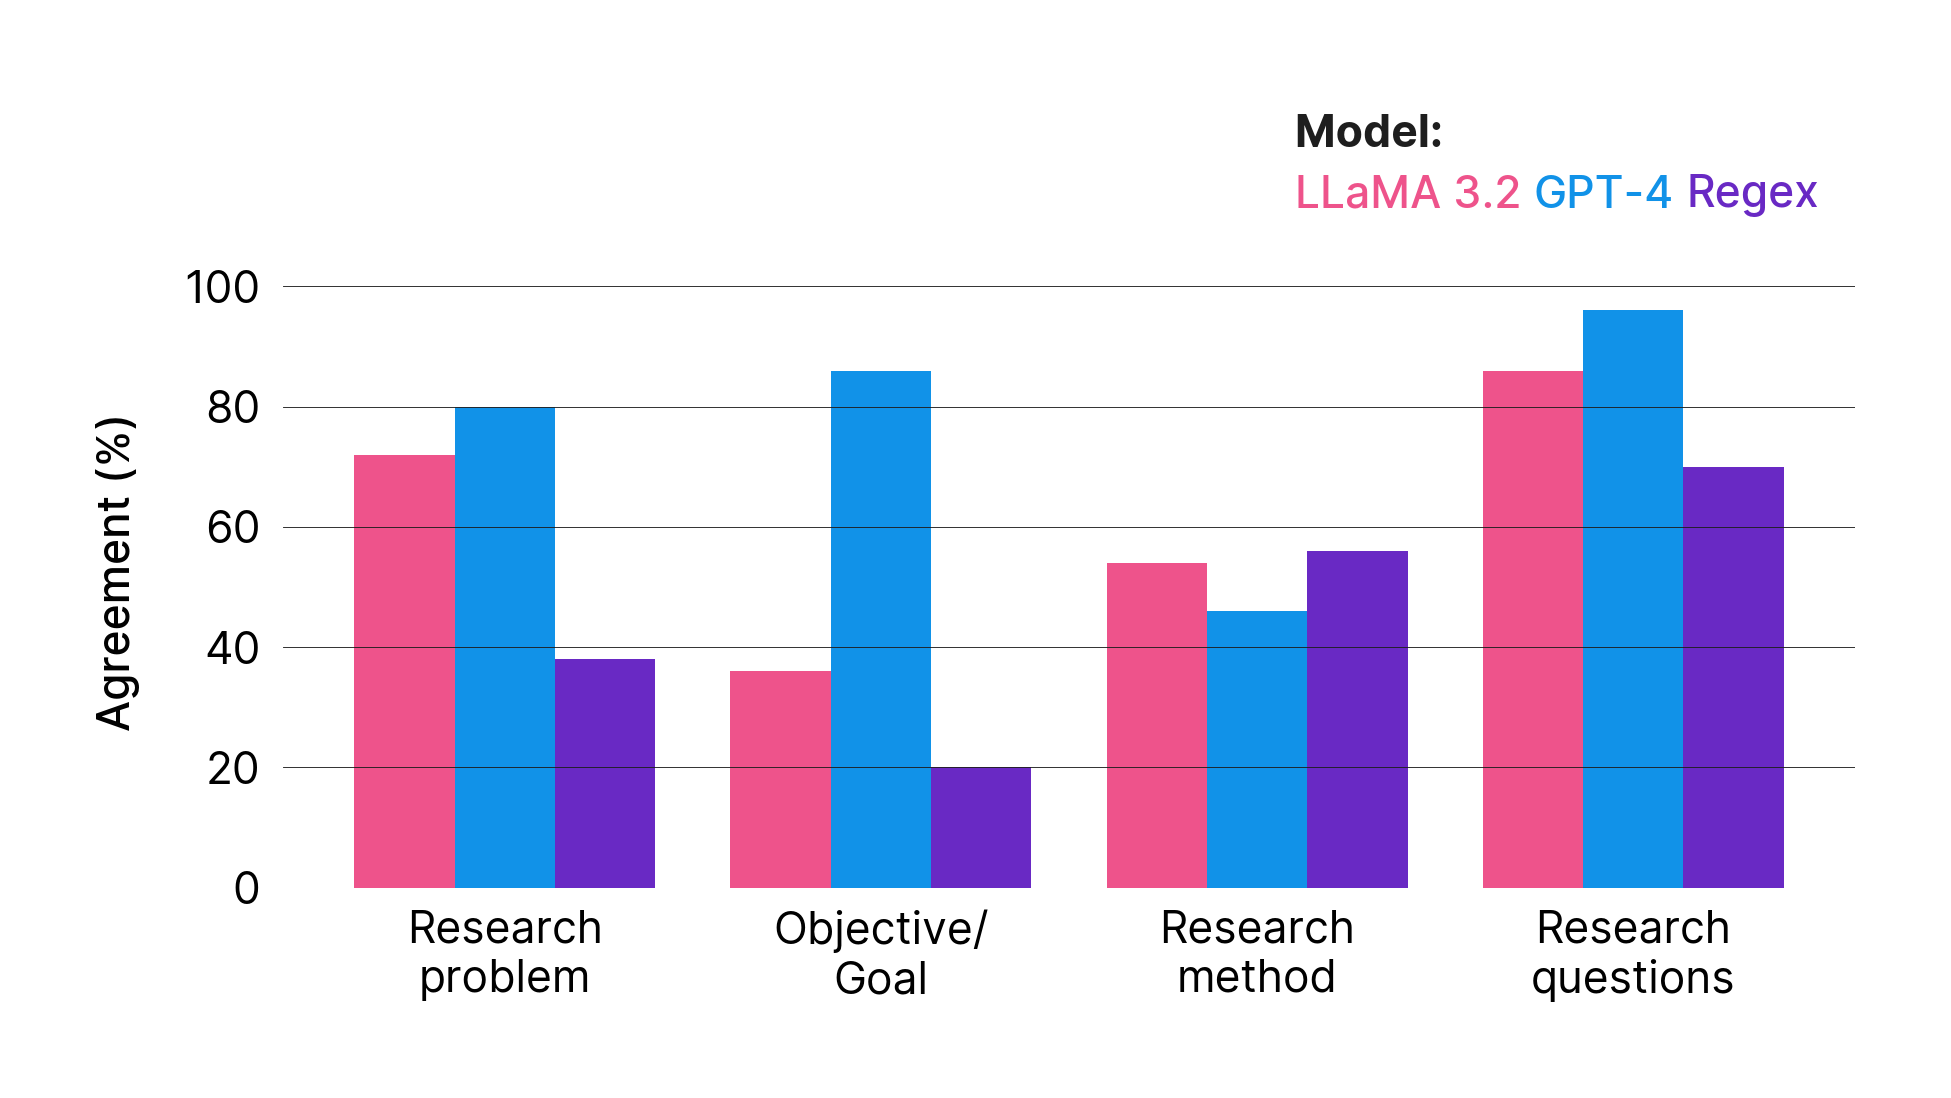 Model:
LLaMA 3.2 GPT-4 Regex
100
80
60
40
20
0
Agreement (%)
Research
problem
Objective/
Goal
Research
method
Research
questions